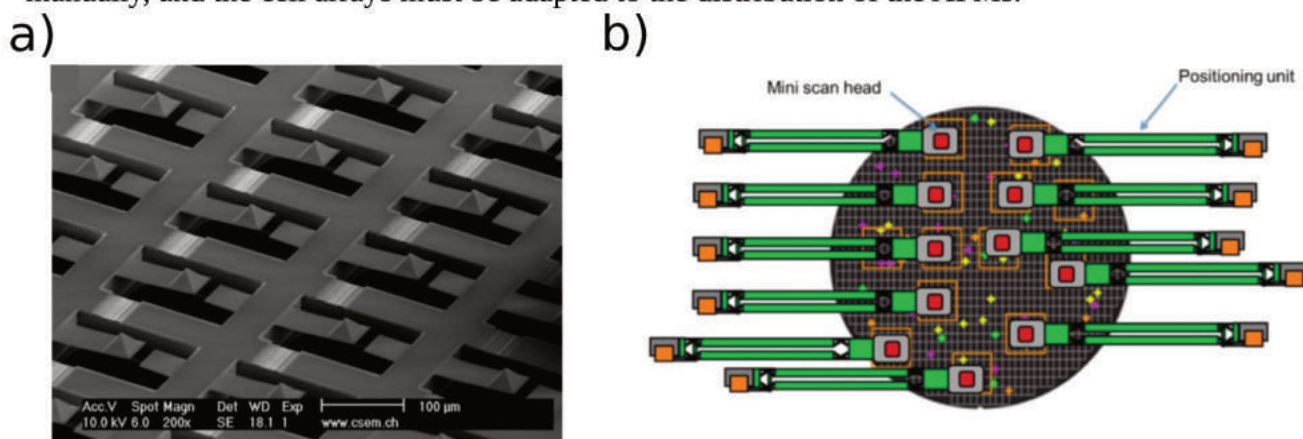 manually, and the cell arrays must be adapted to the distribution of the AFMs.
a)
b)
Mini scan head
Positioning unit
Acc.V Spot Magn Det WD Exp 100 µm
10.0 kV 6.0 200x SE 18.1 1 www.csem.ch